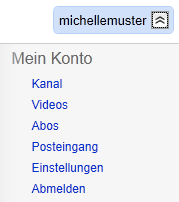 michellemuster
Mein Konto
Kanal
Videos
Abos
Posteingang
Einstellungen
Abmelden